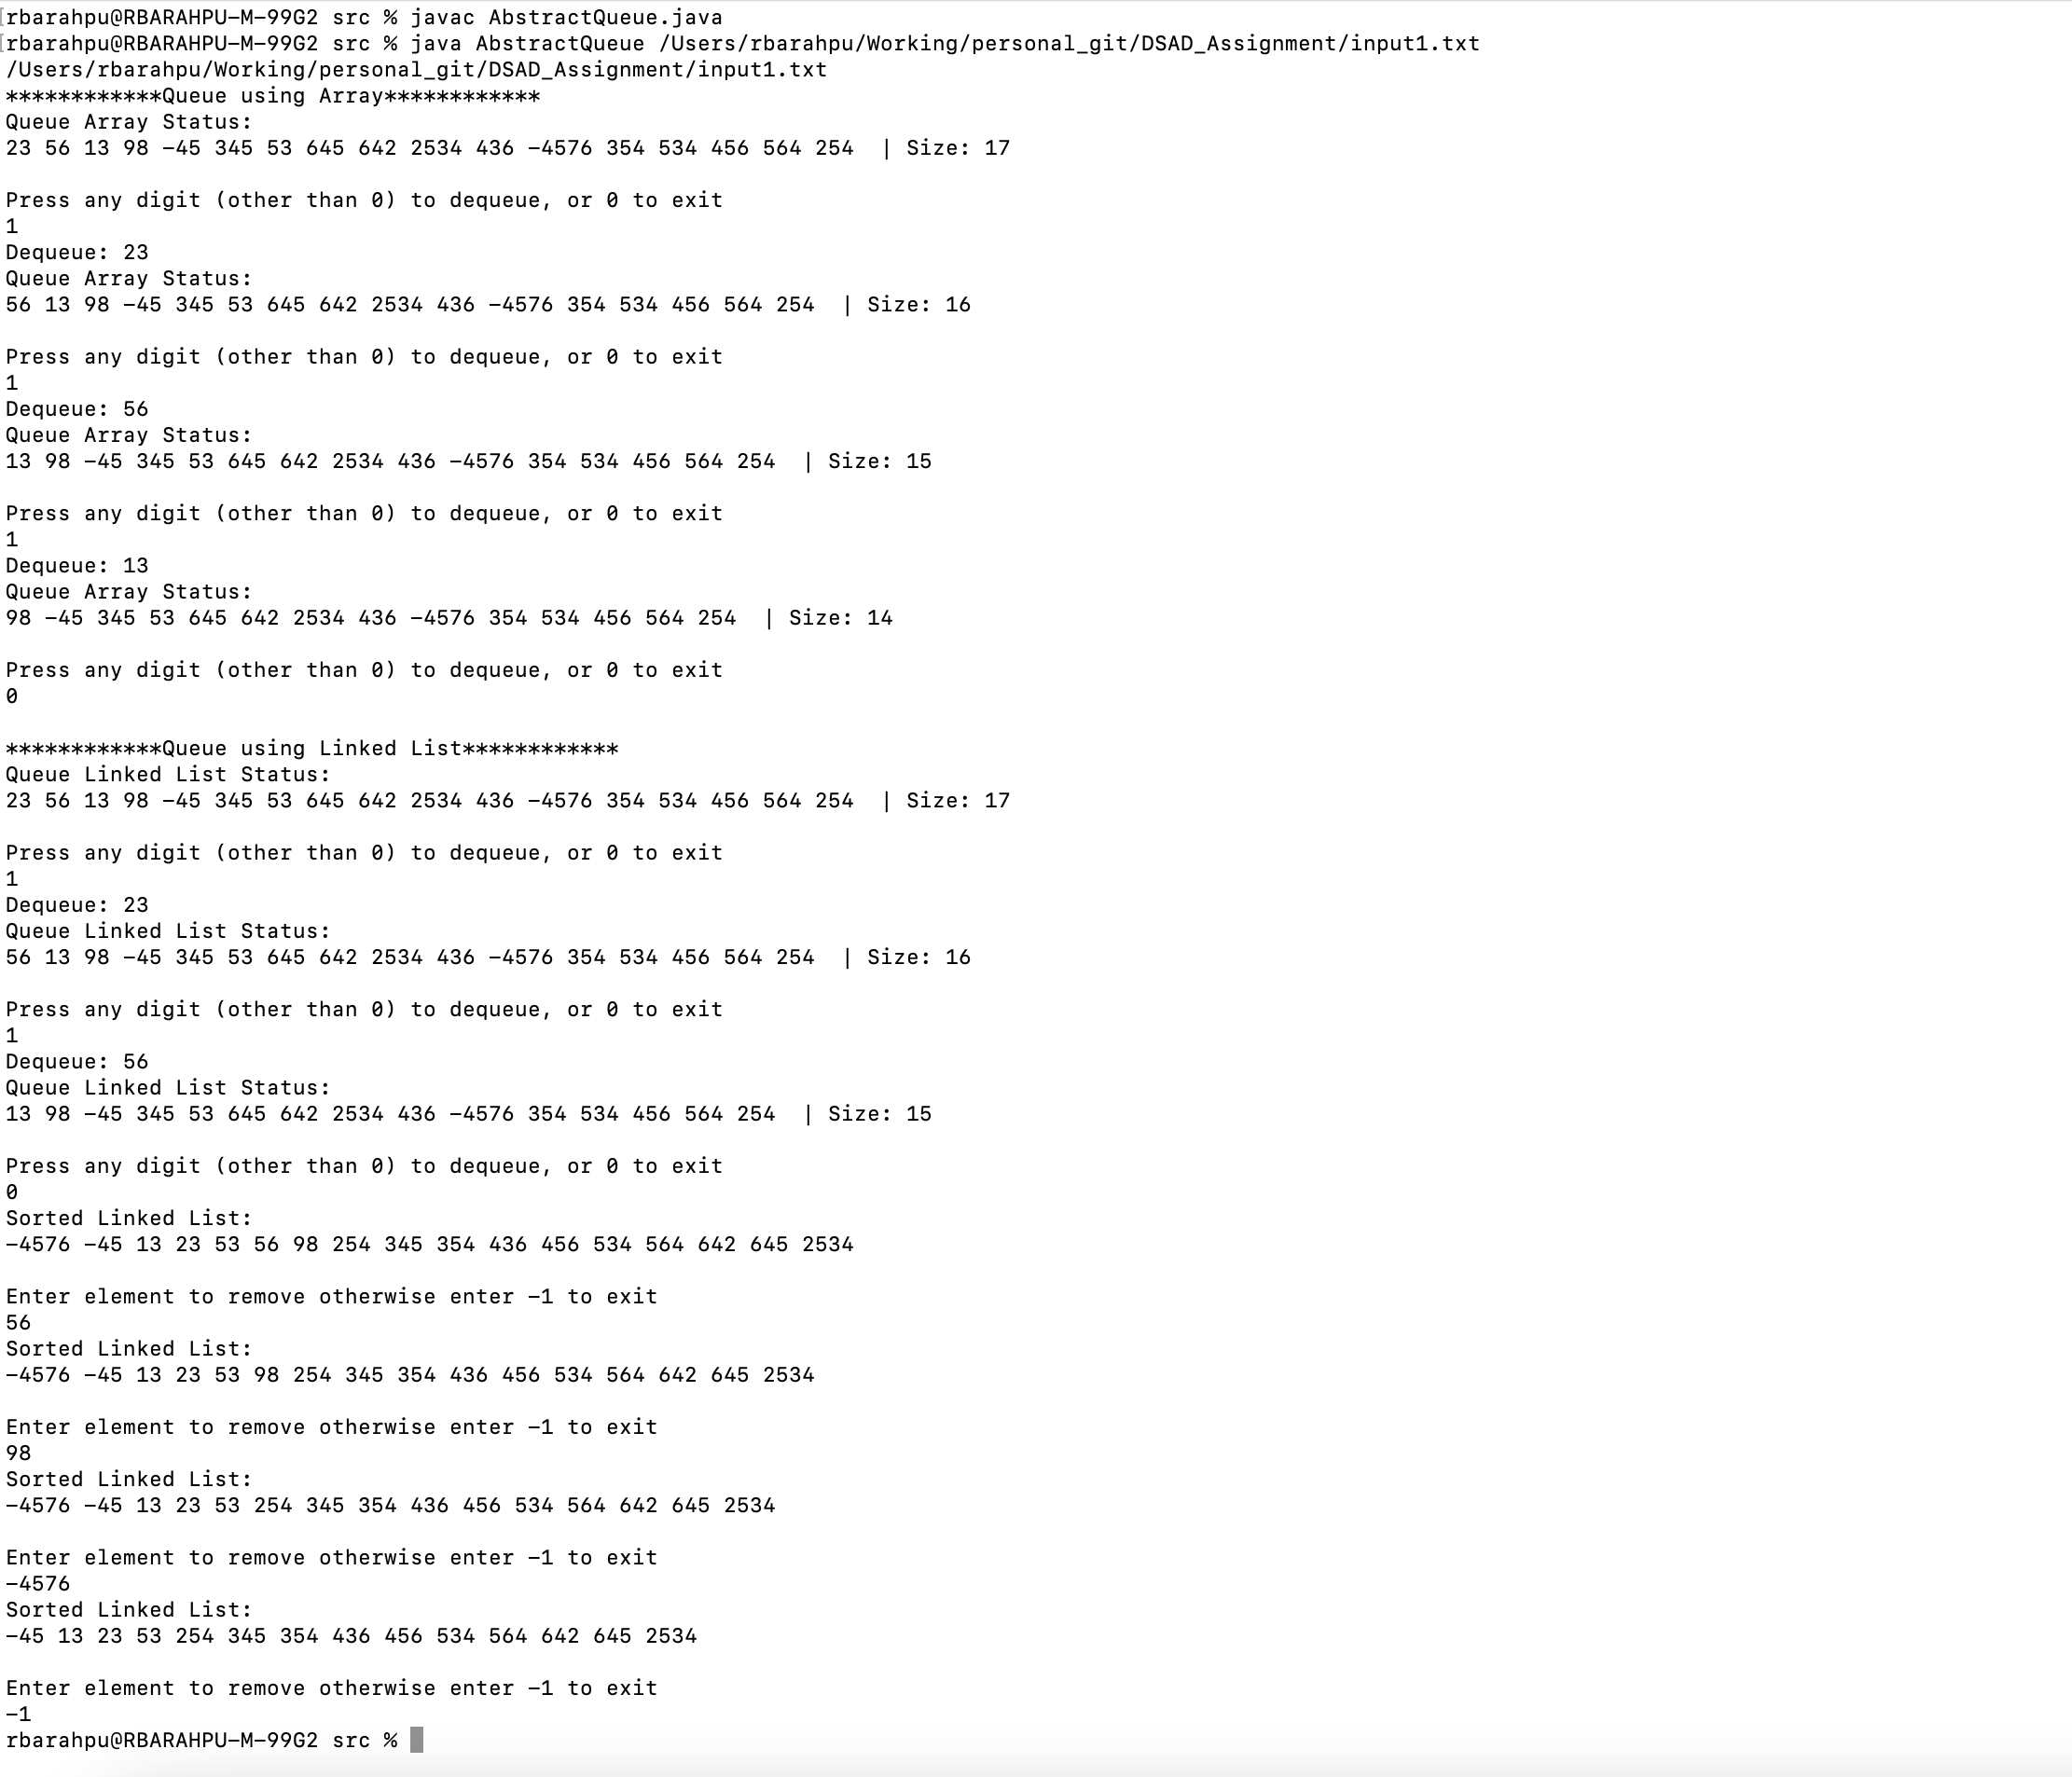 rbarahpu@RBARAHPU-M-99G2 src % javac AbstractQueue.java
rbarahpu@RBARAHPU-M-99G2 src % java AbstractQueue /Users/rbarahpu/Working/personal_git/DSAD_Assignment/input1.txt
/Users/rbarahpu/Working/personal_git/DSAD_Assignment/input1.txt
************Queue using Array************
Queue Array Status:
23 56 13 98 -45 345 53 645 642 2534 436 -4576 354 534 456 564 254  | Size: 17
Press any digit (other than 0) to dequeue, or 0 to exit
1
Dequeue: 23
Queue Array Status:
56 13 98 -45 345 53 645 642 2534 436 -4576 354 534 456 564 254  | Size: 16
Press any digit (other than 0) to dequeue, or 0 to exit
1
Dequeue: 56
Queue Array Status:
13 98 -45 345 53 645 642 2534 436 -4576 354 534 456 564 254  | Size: 15
Press any digit (other than 0) to dequeue, or 0 to exit
1
Dequeue: 13
Queue Array Status:
98 -45 345 53 645 642 2534 436 -4576 354 534 456 564 254  | Size: 14
Press any digit (other than 0) to dequeue, or 0 to exit
0
************Queue using Linked List************
Queue Linked List Status:
23 56 13 98 -45 345 53 645 642 2534 436 -4576 354 534 456 564 254  | Size: 17
Press any digit (other than 0) to dequeue, or 0 to exit
1
Dequeue: 23
Queue Linked List Status:
56 13 98 -45 345 53 645 642 2534 436 -4576 354 534 456 564 254  | Size: 16
Press any digit (other than 0) to dequeue, or 0 to exit
1
Dequeue: 56
Queue Linked List Status:
13 98 -45 345 53 645 642 2534 436 -4576 354 534 456 564 254  | Size: 15
Press any digit (other than 0) to dequeue, or 0 to exit
0
Sorted Linked List:
-4576 -45 13 23 53 56 98 254 345 354 436 456 534 564 642 645 2534
Enter element to remove otherwise enter -1 to exit
56
Sorted Linked List:
-4576 -45 13 23 53 98 254 345 354 436 456 534 564 642 645 2534
Enter element to remove otherwise enter -1 to exit
98
Sorted Linked List:
-4576 -45 13 23 53 254 345 354 436 456 534 564 642 645 2534
Enter element to remove otherwise enter -1 to exit
-4576
Sorted Linked List:
-45 13 23 53 254 345 354 436 456 534 564 642 645 2534
Enter element to remove otherwise enter -1 to exit
-1
rbarahpu@RBARAHPU-M-99G2 src %